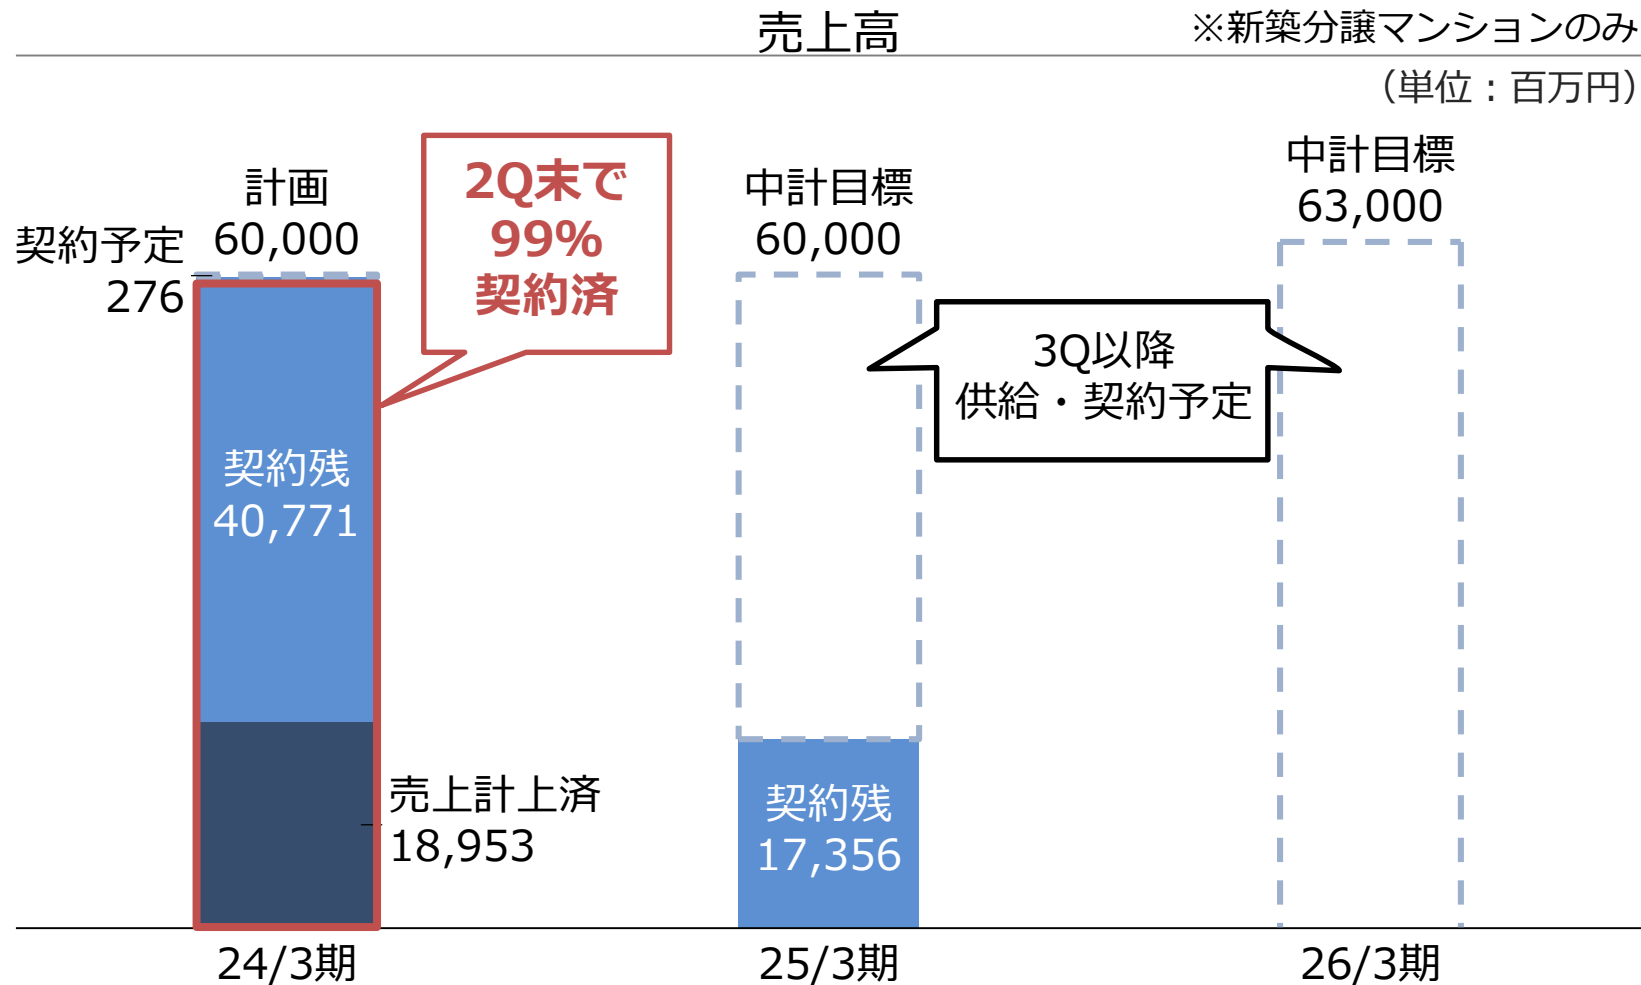 売上高
※新築分譲マンションのみ
（単位：百万円）
計画
60,000
契約予定
276
2Q末で
99%
契約済
契約残
40,771
売上計上済
18,953
24/3期
中計目標
60,000
3Q以降
供給・契約予定
契約残
17,356
25/3期
中計目標
63,000
26/3期